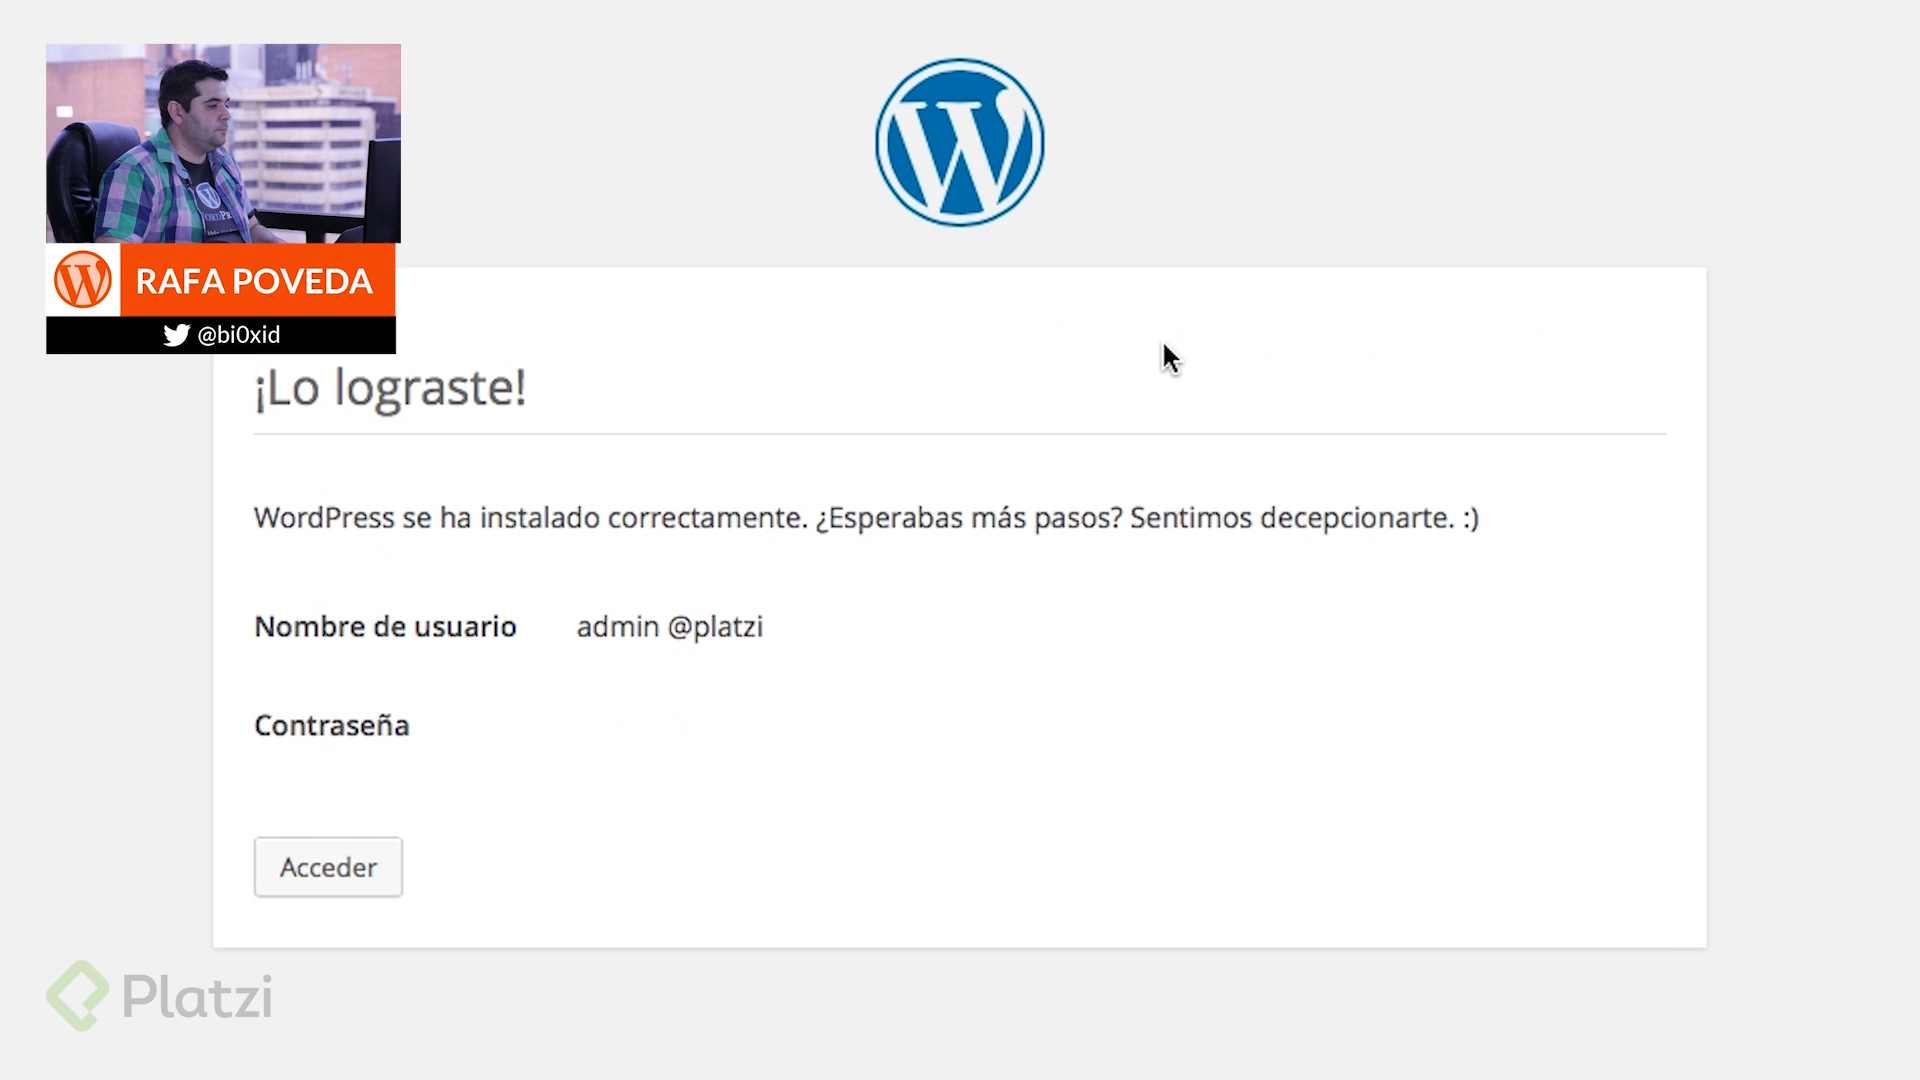 RAFA POVEDA
@bi0xid
¡Lo lograste!
WordPress se ha instalado correctamente. ¿Esperabas más pasos? Sentimos decepcionarte. :)
Nombre de usuario admin @platzi
Contraseña
Acceder
Platzi